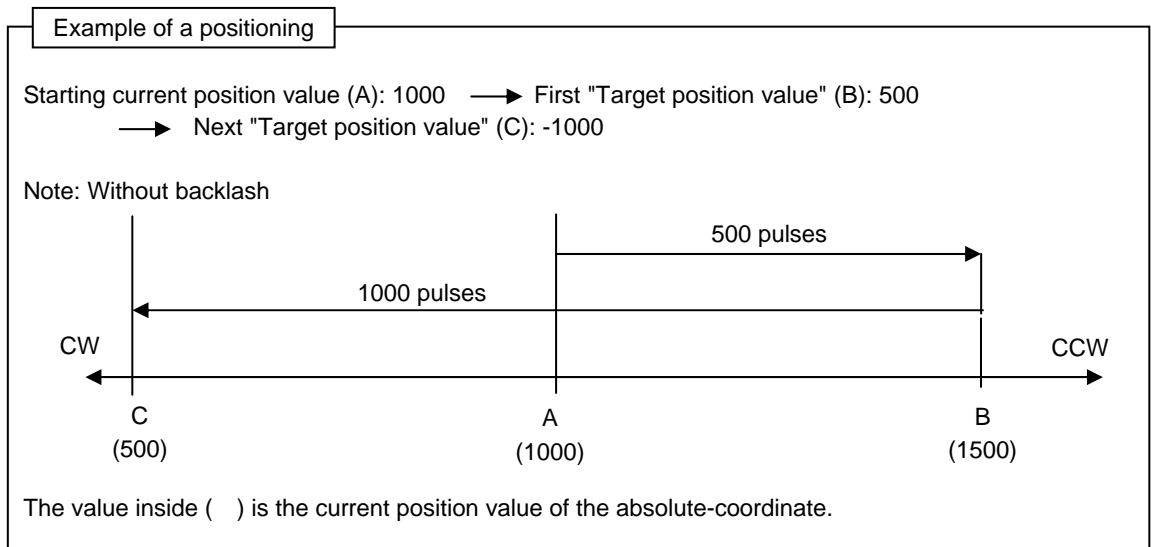 Example of a positioning
Starting current position value (A): 1000 → First "Target position value" (B): 500
→ Next "Target position value" (C): -1000
Note: Without backlash
500 pulses
1000 pulses
CW
CCW
C
A
B
(500)
(1000)
(1500)
The value inside (   ) is the current position value of the absolute-coordinate.